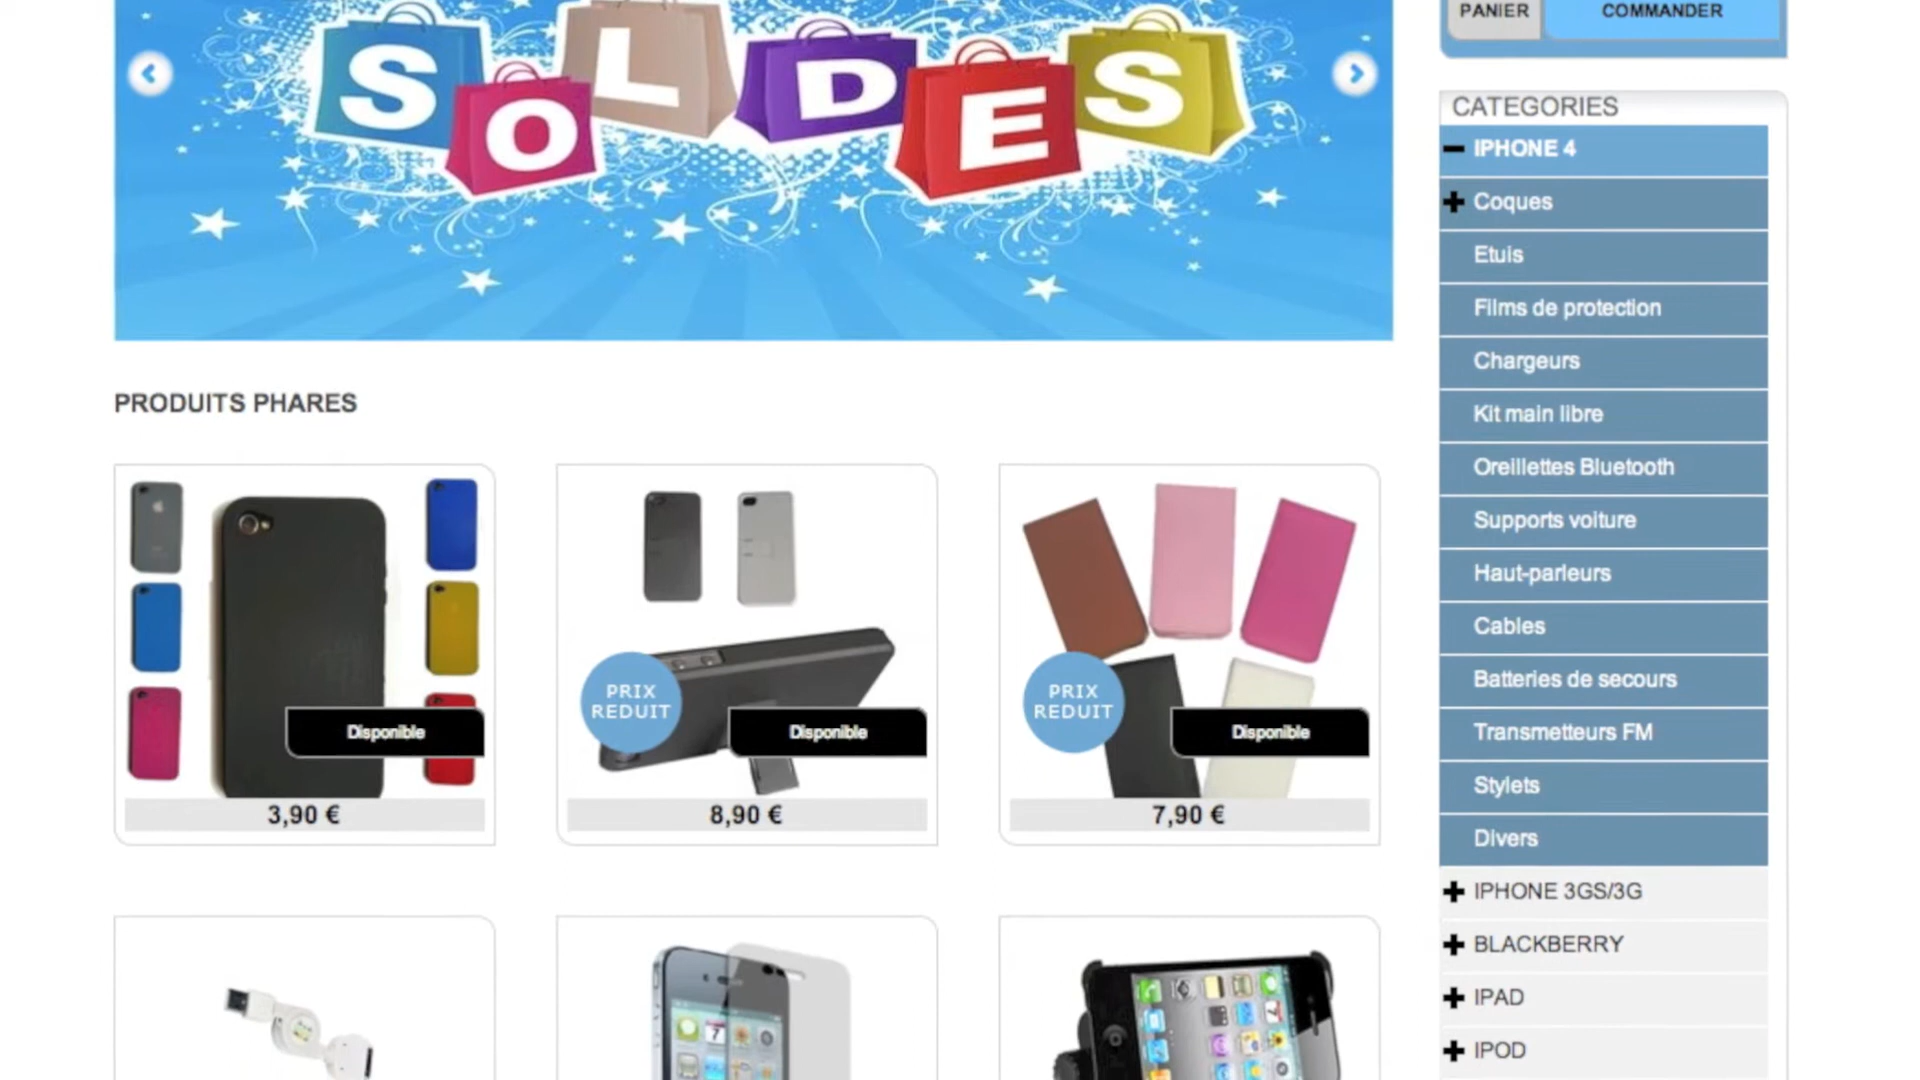 SOLDES
PANIER
COMMANDER
CATEGORIES
IPHONE 4
Coques
Etuis
Films de protection
Chargeurs
Kit main libre
Oreillettes Bluetooth
Supports voiture
Haut-parleurs
Cables
Batteries de secours
Transmetteurs FM
Stylets
Divers
IPHONE 3GS/3G
BLACKBERRY
IPAD
IPOD
PRODUITS PHARES
Disponible
3,90 €
PRIX
REDUIT
Disponible
8,90 €
PRIX
REDUIT
Disponible
7,90 €